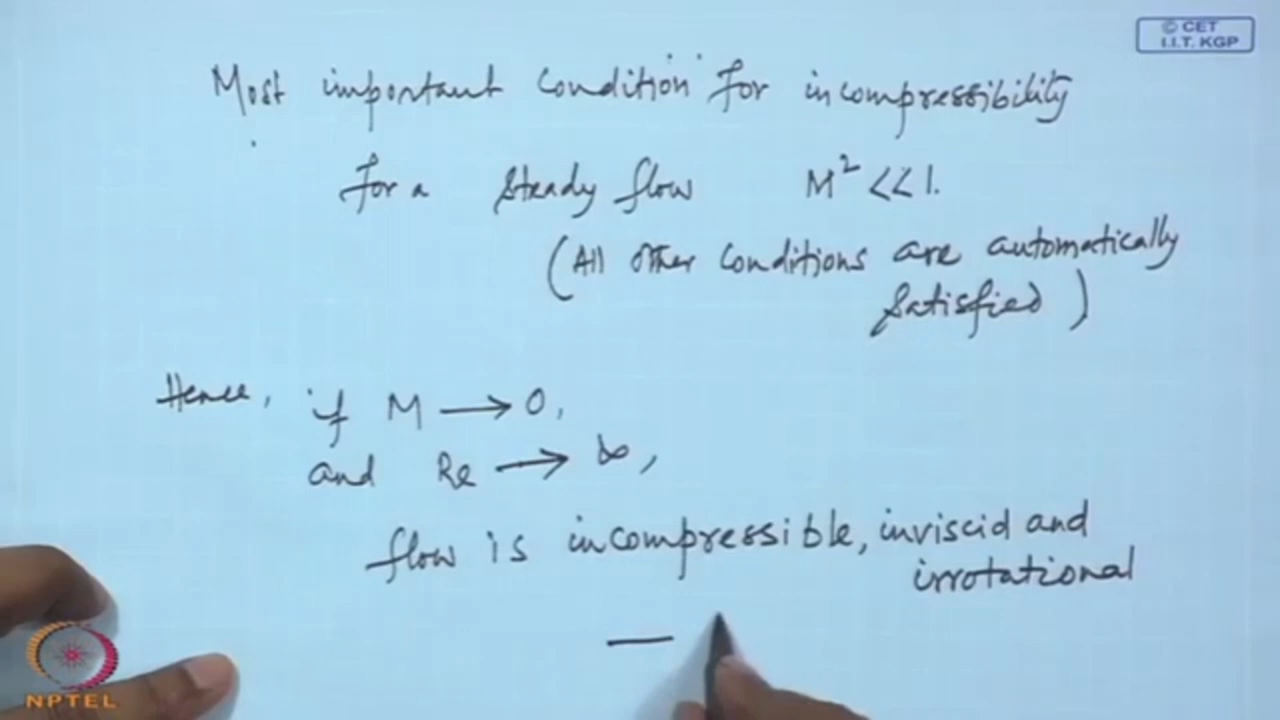 © CET
I.I.T. KGP
Most important Condition for incompressibility
for a steady flow M² << 1.
(All other conditions are automatically
satisfied)
Hence, if M → 0,
and Re → ∞,
flow is incompressible, inviscid and
irrotational
—
NPTEL